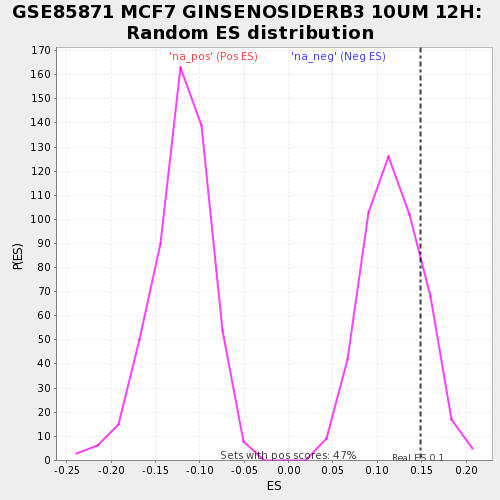 GSE85871 MCF7 GINSENOSIDERB3 10UM 12H:
Random ES distribution
'na_pos' (Pos ES) 'na_neg' (Neg ES)
170
160
150
140
130
120
110
100
90
80
70
60
50
40
30
20
10
0
P(ES)
Sets with pos scores: 47%
Real ES 0.1
-0.25 -0.20 -0.15 -0.10 -0.05 0.00 0.05 0.10 0.15 0.20
ES